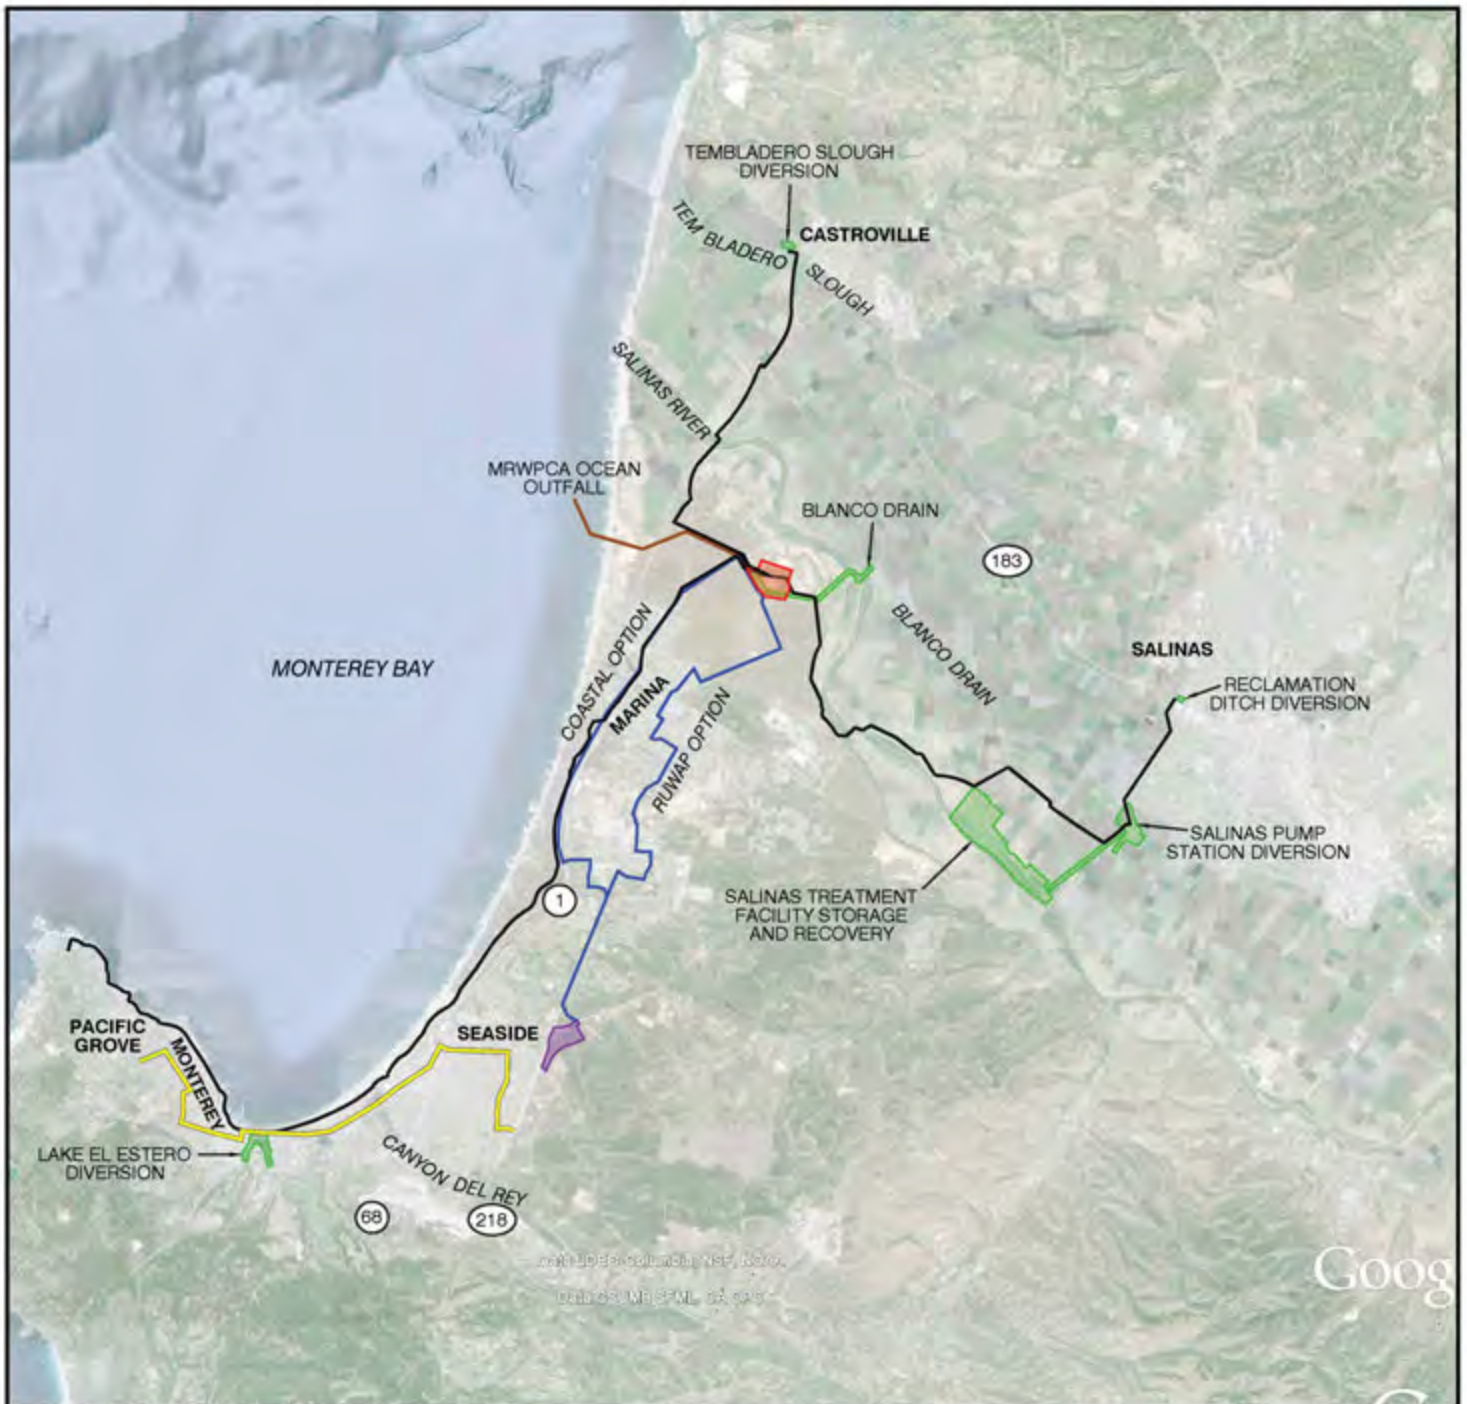 TEMBLADERO SLOUGH
DIVERSION
TEM BLADERO
SLOUGH
CASTROVILLE
SALINAS RIVER
MRWPCA OCEAN
OUTFALL
BLANCO DRAIN
183
BLANCO DRAIN
COASTAL OPTION
MARINA
RUWAP OPTION
MONTEREY BAY
SALINAS
RECLAMATION
DITCH DIVERSION
SALINAS PUMP
STATION DIVERSION
SALINAS TREATMENT
FACILITY STORAGE
AND RECOVERY
1
SEASIDE
PACIFIC
GROVE
MONTEREY
LAKE EL ESTERO
DIVERSION
CANYON DEL REY
68
218
Goog